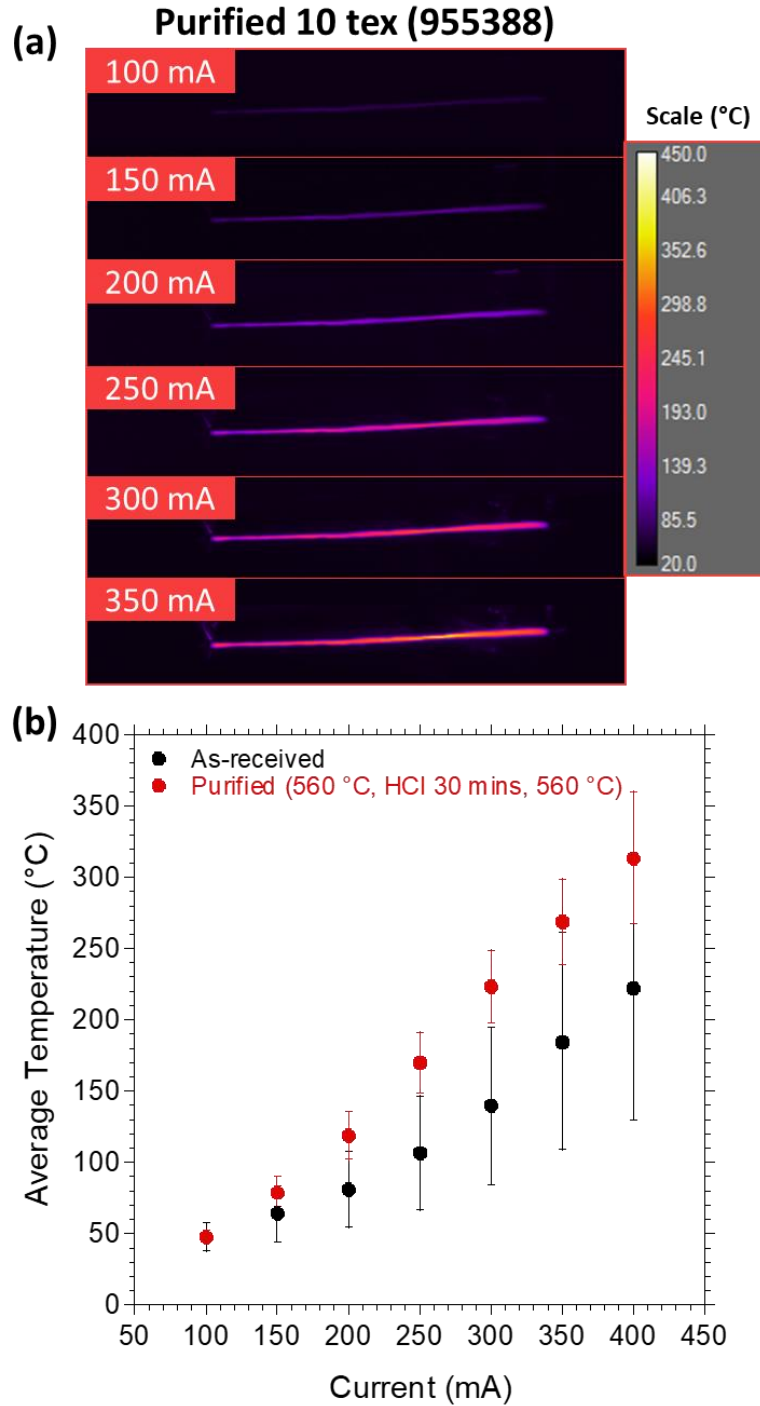 (a)
Purified 10 tex (955388)
100 mA
150 mA
200 mA
250 mA
300 mA
350 mA
Scale (°C)
450.0
406.3
352.6
298.8
245.1
193.0
139.3
85.5
20.0
(b)
As-received
Purified (560 °C, HCl 30 mins, 560 °C)
Average Temperature (°C)
400
350
300
250
200
150
100
50
0
50 100 150 200 250 300 350 400 450
Current (mA)